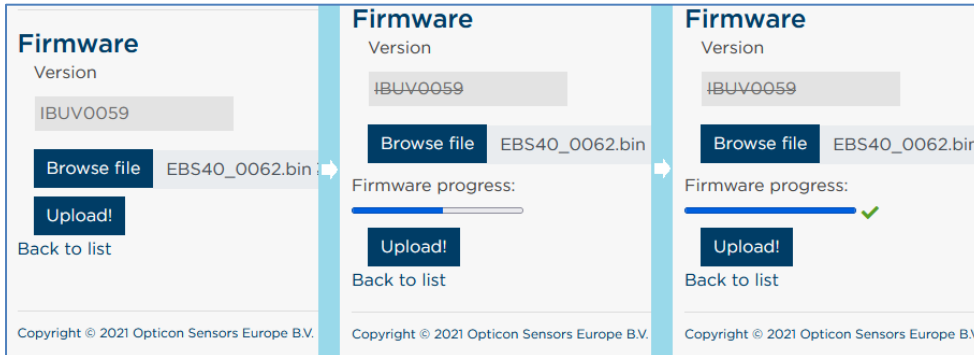 Firmware
Version
IBUV0059
Browse file EBS40_0062.bin
Upload!
Back to list
Copyright © 2021 Opticon Sensors Europe B.V.
Firmware
Version
IBUV0059
Browse file EBS40_0062.bin
Firmware progress:
Upload!
Back to list
Copyright © 2021 Opticon Sensors Europe B.V.
Firmware
Version
IBUV0059
Browse file EBS40_0062.bin
Firmware progress:
Upload!
Back to list
Copyright © 2021 Opticon Sensors Europe B.V.